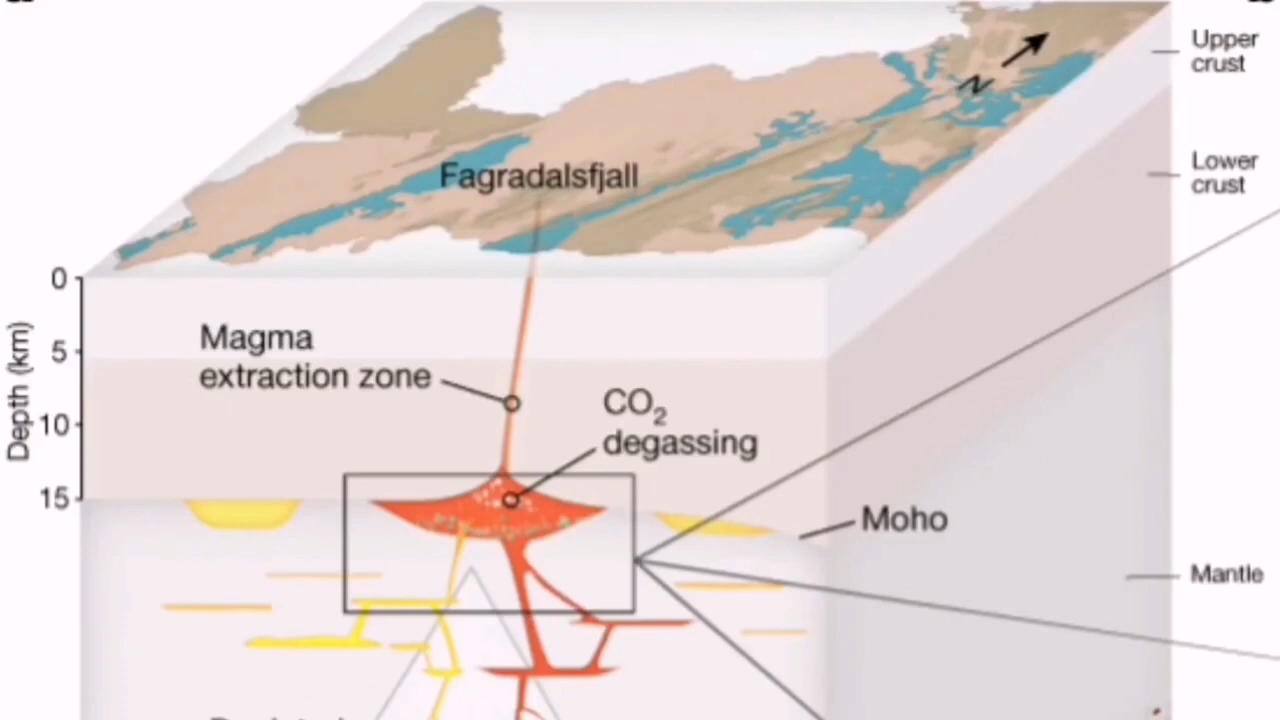 Upper
crust
N
Lower
crust
Fagradalsfjall
0
Magma
extraction zone
5
CO₂
degassing
10
Depth (km)
15
Moho
Mantle